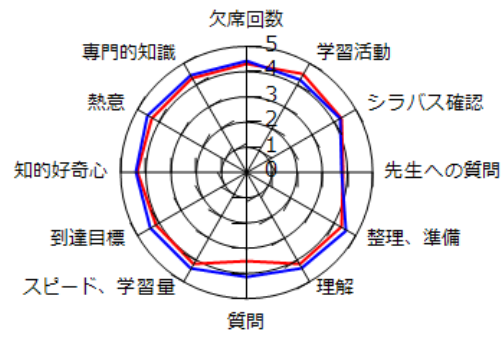 欠席回数
専門的知識
学習活動
熱意
シラバス確認
知的好奇心
先生への質問
到達目標
整理、準備
スピード、学習量
理解
質問
5
4
3
2
1
0